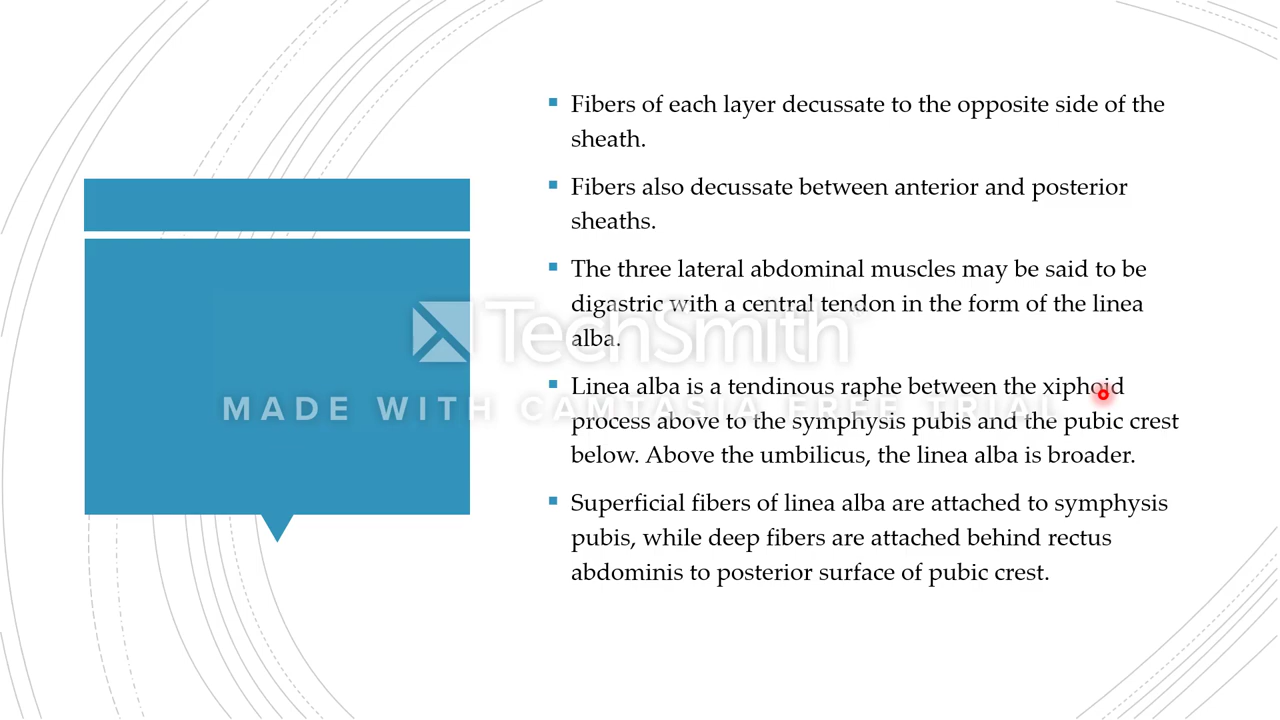 Fibers of each layer decussate to the opposite side of the
sheath.
Fibers also decussate between anterior and posterior
sheaths.
The three lateral abdominal muscles may be said to be
digastric with a central tendon in the form of the linea
alba.
TechSmith
Linea alba is a tendinous raphe between the xiphoid
MADE WITH CAMTASIA FREE TRIAL
process above to the symphysis pubis and the pubic crest
below. Above the umbilicus, the linea alba is broader.
Superficial fibers of linea alba are attached to symphysis
pubis, while deep fibers are attached behind rectus
abdominis to posterior surface of pubic crest.